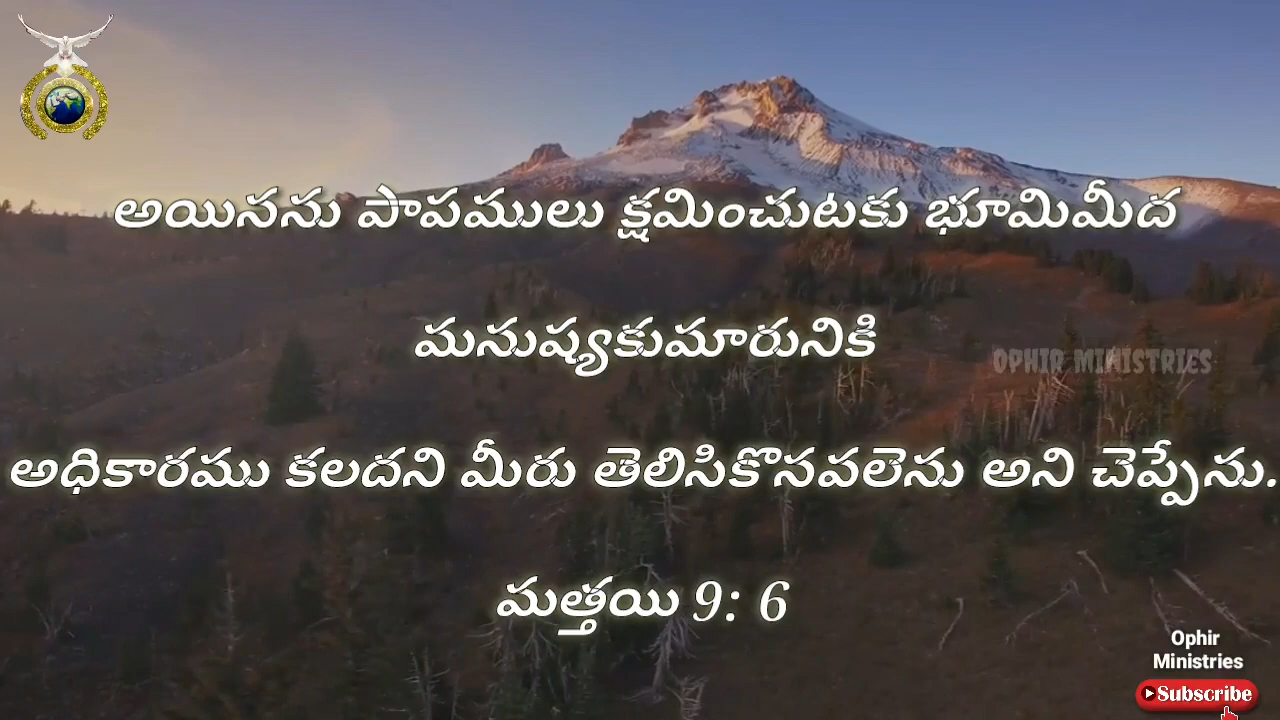 అయినను పాపములు క్షమించుటకు భూమిమీద
మనుష్యకుమారునికి
OPHIR MINISTRIES
అధికారము కలదని మీరు తెలిసికొనవలెను అని చెప్పేను.
మత్తయి 9: 6
Ophir
Ministries
Subscribe